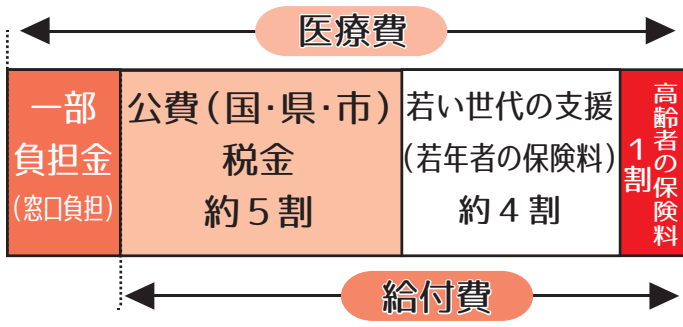 医療費
一部
負担金
(窓口負担)
公費(国・県・市)
税金
約5割
若い世代の支援
(若年者の保険料)
約4割
高齢者の保険料
1割
給付費